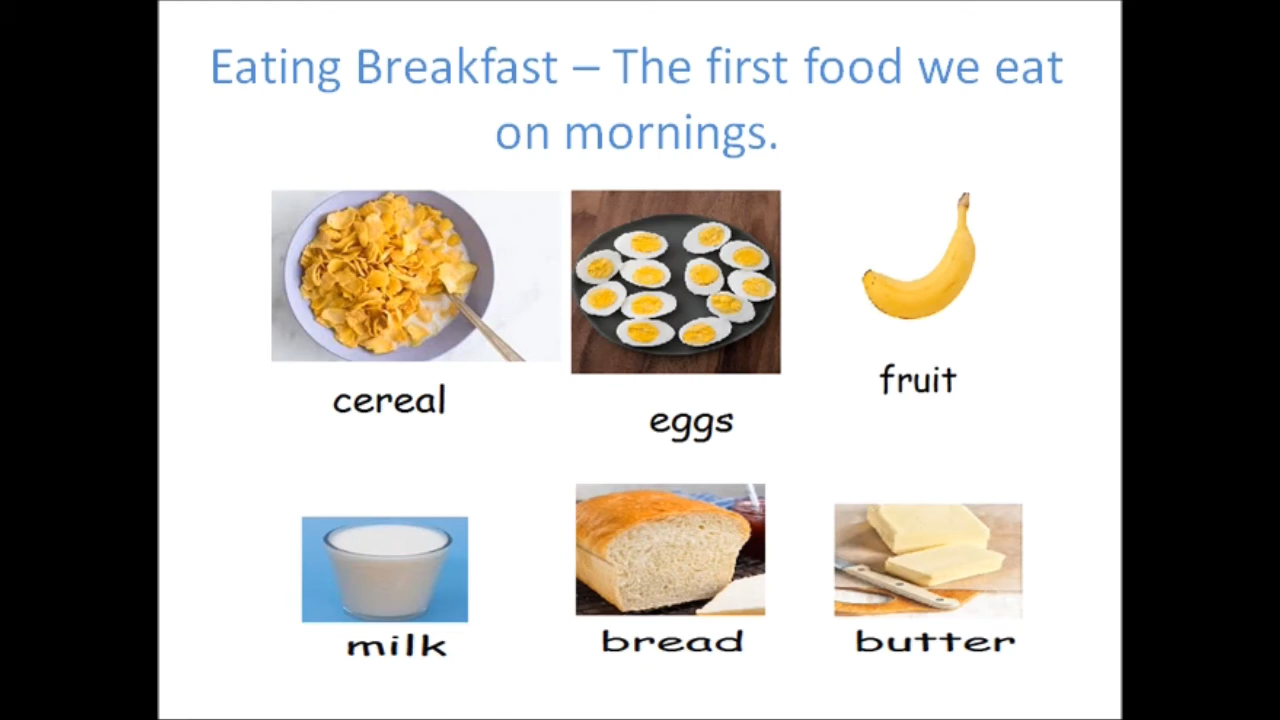 Eating Breakfast – The first food we eat
on mornings.
cereal
eggs
fruit
milk
bread
butter